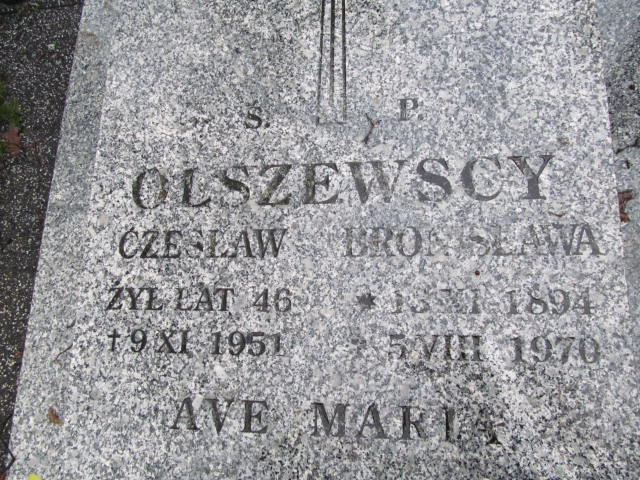 Ś. P.
OLSZEWSCY
CZESŁAW BRONISŁAWA
ŻYŁ LAT 46 * 1894
† 9 XI 1951 † 5 VIII 1970
AVE MARIA